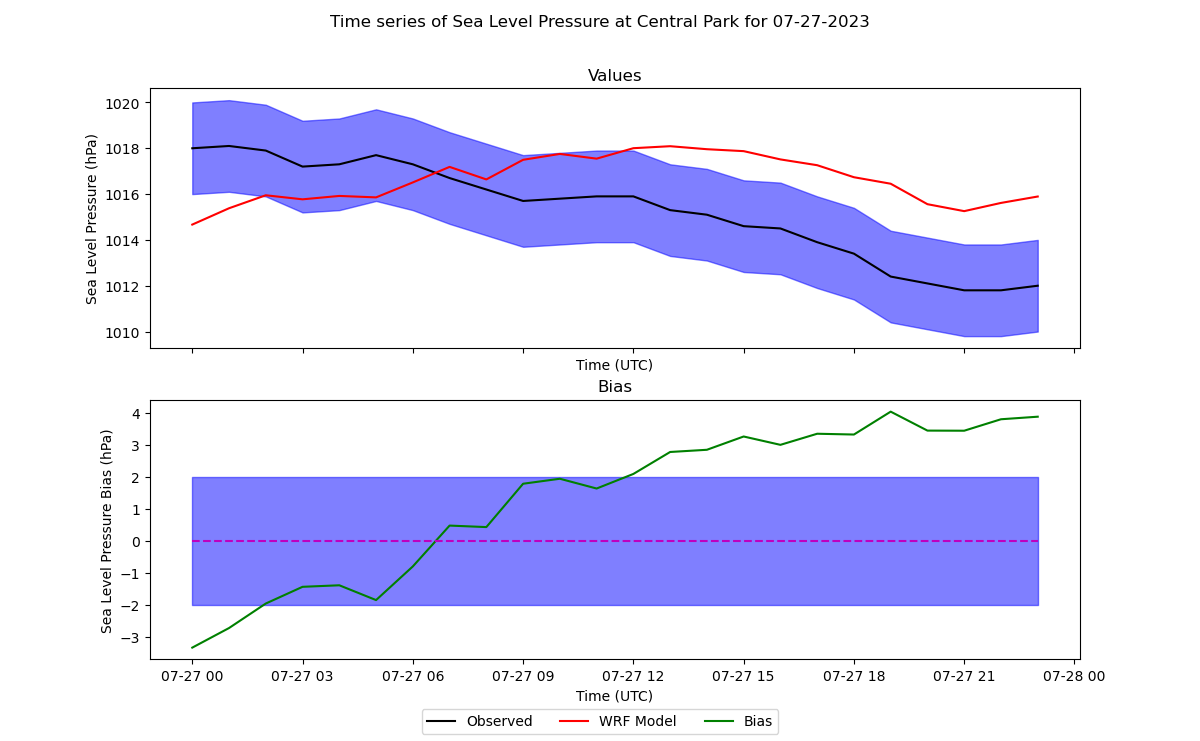 Time series of Sea Level Pressure at Central Park for 07-27-2023
Values
Sea Level Pressure (hPa)
1020
1018
1016
1014
1012
1010
Time (UTC)
Bias
Sea Level Pressure Bias (hPa)
4
3
2
1
0
−1
−2
−3
07-27 00 07-27 03 07-27 06 07-27 09 07-27 12 07-27 15 07-27 18 07-27 21 07-28 00
Time (UTC)
Observed WRF Model Bias